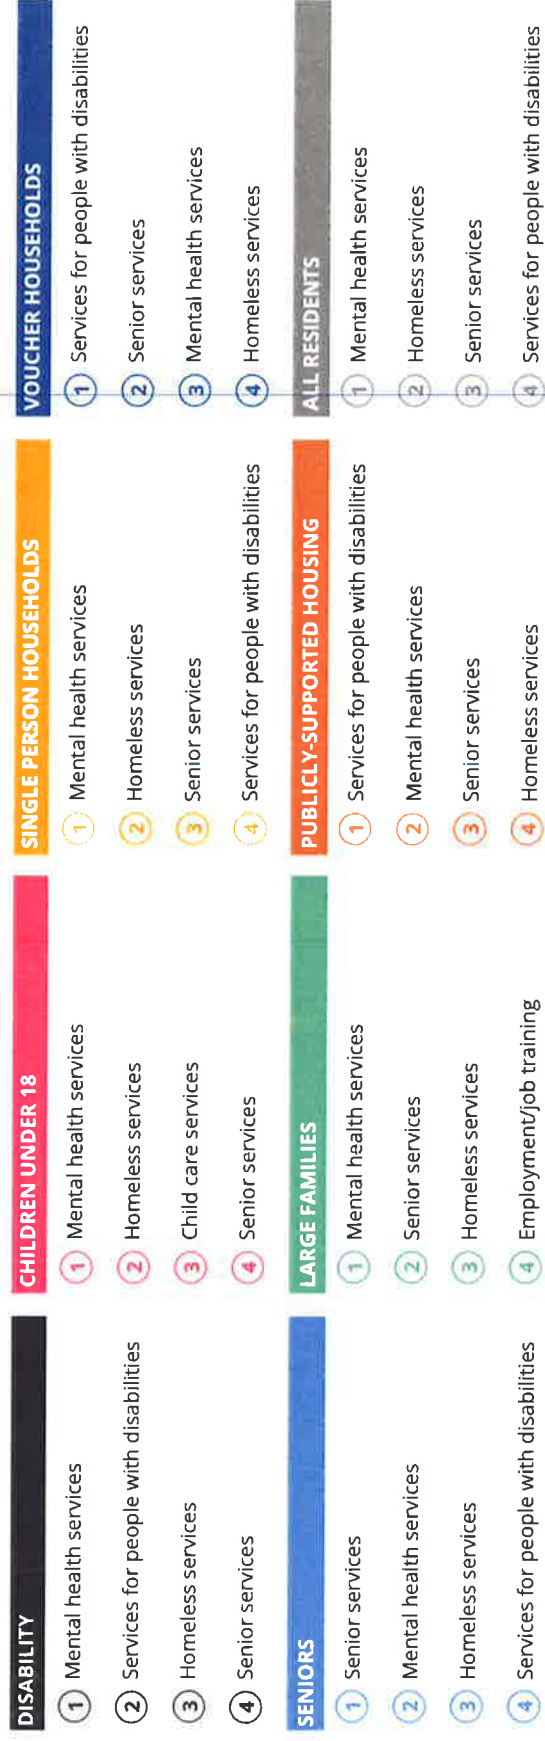 DISABILITY
1 Mental health services
2 Services for people with disabilities
3 Homeless services
4 Senior services
CHILDREN UNDER 18
1 Mental health services
2 Homeless services
3 Child care services
4 Senior services
SINGLE PERSON HOUSEHOLDS
1 Mental health services
2 Homeless services
3 Senior services
4 Services for people with disabilities
VOUCHER HOUSEHOLDS
1 Services for people with disabilities
2 Senior services
3 Mental health services
4 Homeless services
SENIORS
1 Senior services
2 Mental health services
3 Homeless services
4 Services for people with disabilities
LARGE FAMILIES
1 Mental health services
2 Senior services
3 Homeless services
4 Employment/job training
PUBLICLY-SUPPORTED HOUSING
1 Services for people with disabilities
2 Mental health services
3 Senior services
4 Homeless services
ALL RESIDENTS
1 Mental health services
2 Homeless services
3 Senior services
4 Services for people with disabilities